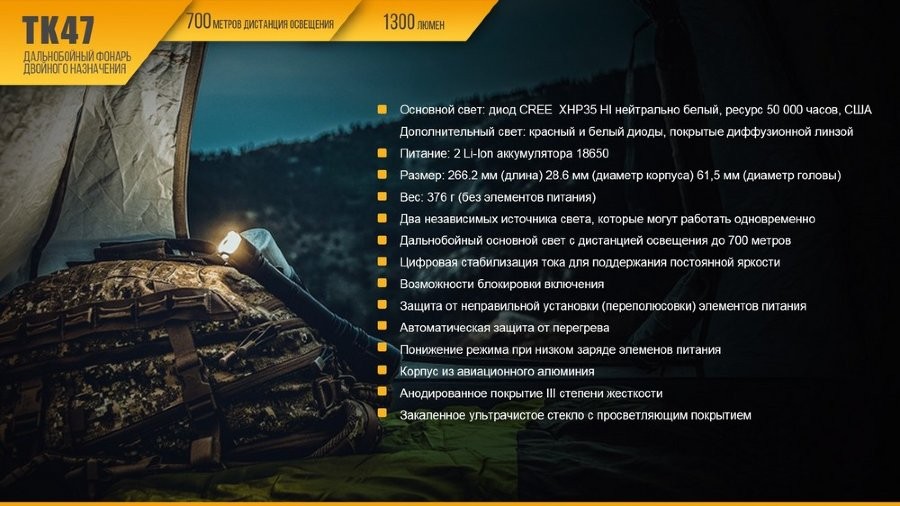 TK47
ДАЛЬНОБОЙНЫЙ ФОНАРЬ
ДВОЙНОГО НАЗНАЧЕНИЯ
700 МЕТРОВ ДИСТАНЦИЯ ОСВЕЩЕНИЯ
1300 ЛЮМЕН
Основной свет: диод CREE XHP35 HI нейтрально белый, ресурс 50 000 часов, США
Дополнительный свет: красный и белый диоды, покрытые диффузионной линзой
Питание: 2 Li-Ion аккумулятора 18650
Размер: 266.2 мм (длина) 28.6 мм (диаметр корпуса) 61,5 мм (диаметр головы)
Вес: 376 г (без элементов питания)
Два независимых источника света, которые могут работать одновременно
Дальнобойный основной свет с дистанцией освещения до 700 метров
Цифровая стабилизация тока для поддержания постоянной яркости
Возможности блокировки включения
Защита от неправильной установки (переполюсовки) элементов питания
Автоматическая защита от перегрева
Понижение режима при низком заряде элеменов питания
Корпус из авиационного алюминия
Анодированное покрытие III степени жесткости
Закаленное ультрачистое стекло с просветляющим покрытием